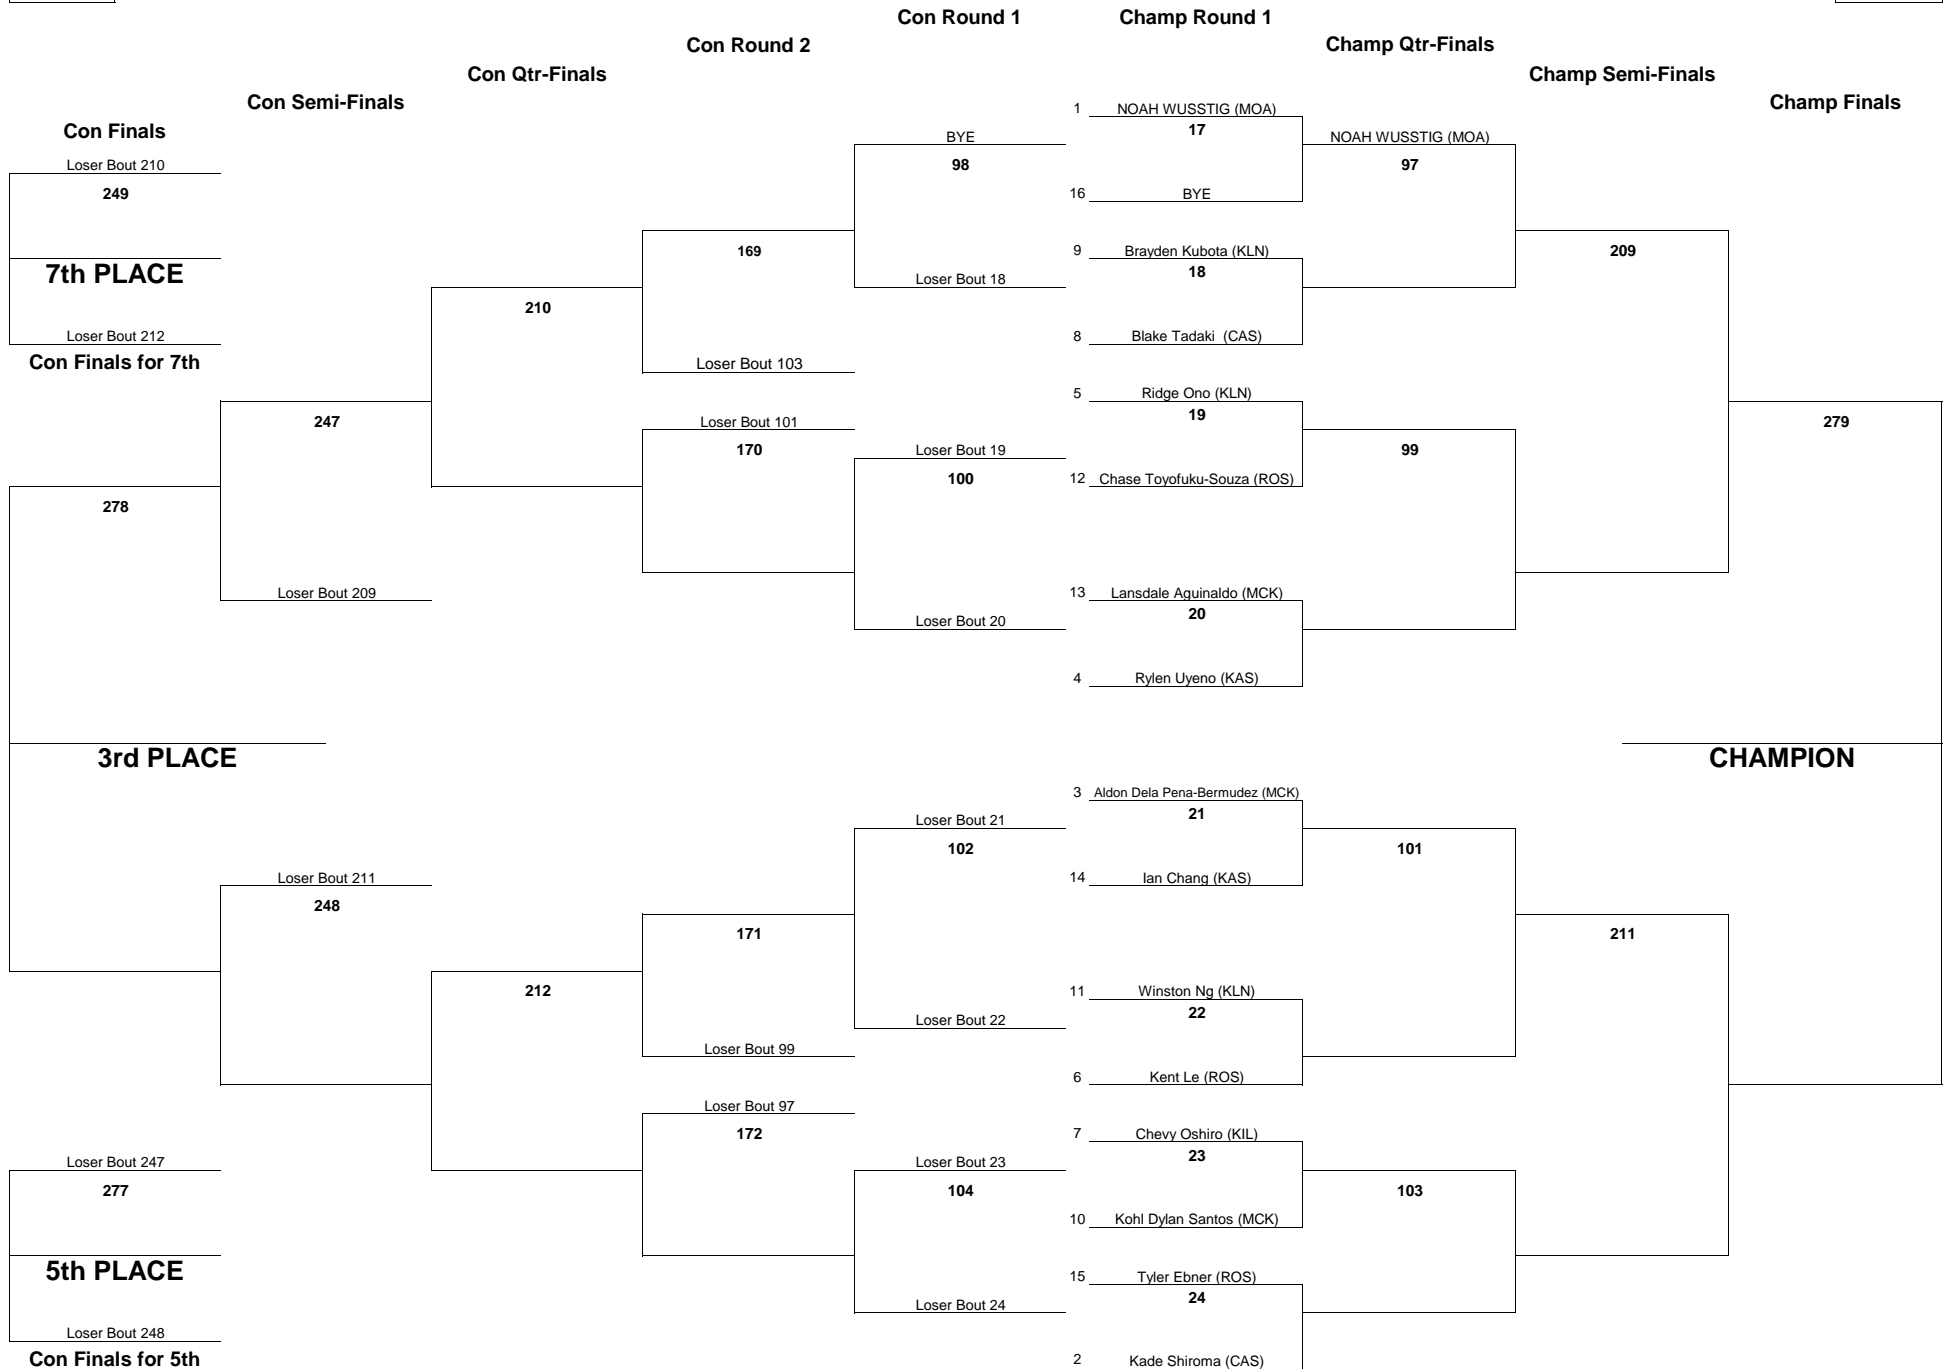 Con Round 1
Champ Round 1
Con Round 2
Champ Qtr-Finals
Con Qtr-Finals
Champ Semi-Finals
Con Semi-Finals
Champ Finals
1 NOAH WUSSTIG (MOA)
Con Finals
17
BYE
NOAH WUSSTIG (MOA)
Loser Bout 210
98
97
249
16 BYE
169
9 Brayden Kubota (KLN)
209
7th PLACE
18
Loser Bout 18
210
Loser Bout 212
8 Blake Tadaki (CAS)
Con Finals for 7th
Loser Bout 103
5 Ridge Ono (KLN)
19
247
Loser Bout 101
279
170
Loser Bout 19
99
100
12 Chase Toyofuku-Souza (ROS)
278
Loser Bout 209
13 Lansdale Aguinaldo (MCK)
20
Loser Bout 20
4 Rylen Uyeno (KAS)
3rd PLACE
CHAMPION
3 Aldon Dela Pena-Bermudez (MCK)
21
Loser Bout 21
102
101
Loser Bout 211
14 Ian Chang (KAS)
248
171
211
212
11 Winston Ng (KLN)
22
Loser Bout 22
Loser Bout 99
6 Kent Le (ROS)
Loser Bout 97
172
7 Chevy Oshiro (KIL)
23
Loser Bout 247
Loser Bout 23
277
104
103
10 Kohl Dylan Santos (MCK)
5th PLACE
15 Tyler Ebner (ROS)
24
Loser Bout 24
Loser Bout 248
Con Finals for 5th
2 Kade Shiroma (CAS)